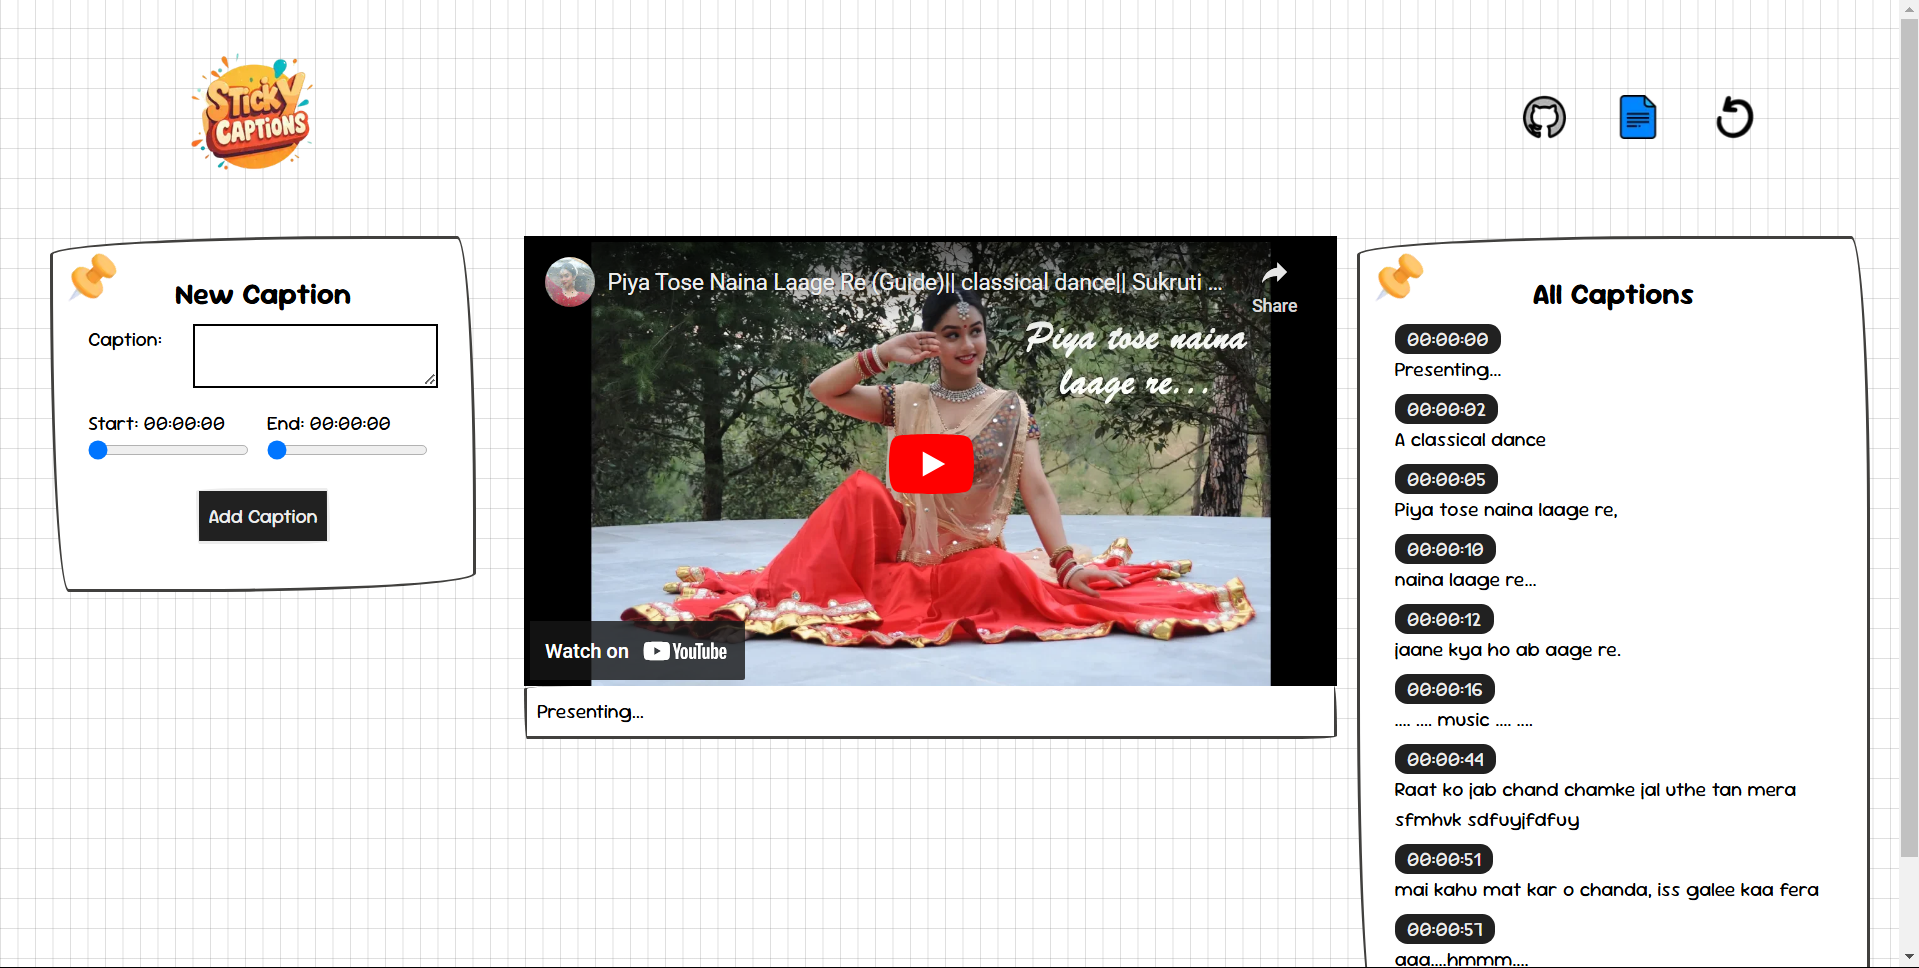 STICKY
CAPTIONS
New Caption
Caption:
Start: 00:00:00 End: 00:00:00
Add Caption
Piya Tose Naina Laage Re (Guide)|| classical dance|| Sukruti ...
Share
Piya tose naina
laage re...
Watch on YouTube
Presenting...
All Captions
00:00:00
Presenting...
00:00:02
A classical dance
00:00:05
Piya tose naina laage re,
00:00:10
naina laage re...
00:00:12
jaane kya ho ab aage re.
00:00:16
.... .... music .... ....
00:00:44
Raat ko jab chand chamke jal uthe tan mera
sfmhvk sdfuyjfdfuy
00:00:51
mai kahu mat kar o chanda, iss galee kaa fera
00:00:57
aaa....hmmm....